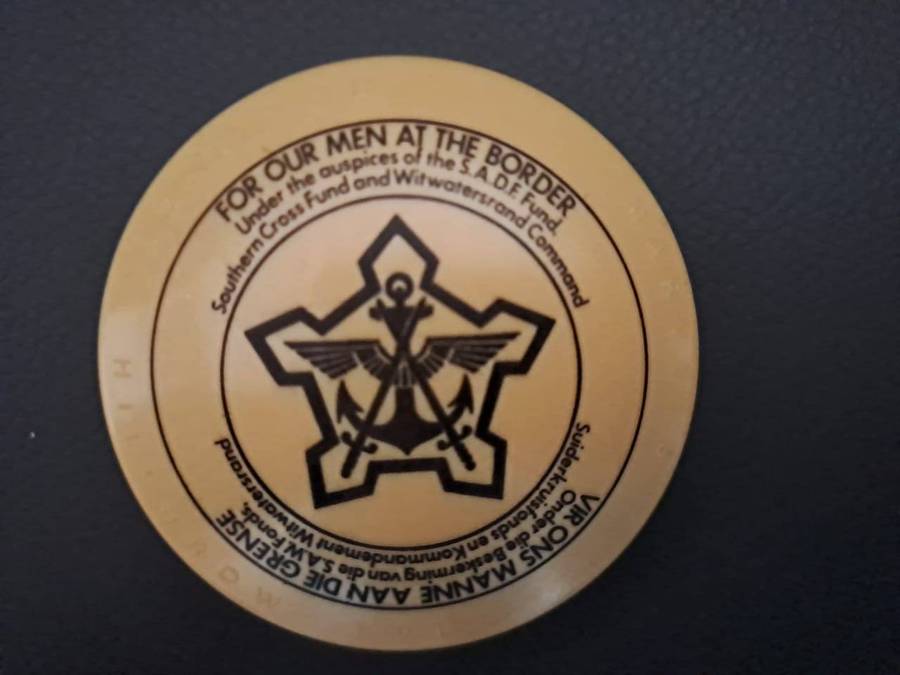 FOR OUR MEN AT THE BORDER
Under the auspices of the S.A.D.F. Fund,
Southern Cross Fund and Witwatersrand Command
Suiderkruisfonds en Kommandement Witwatersrand
Onder die Beskerming van die S.A.W. Fonds,
VIR ONS MANNE AAN DIE GRENSE